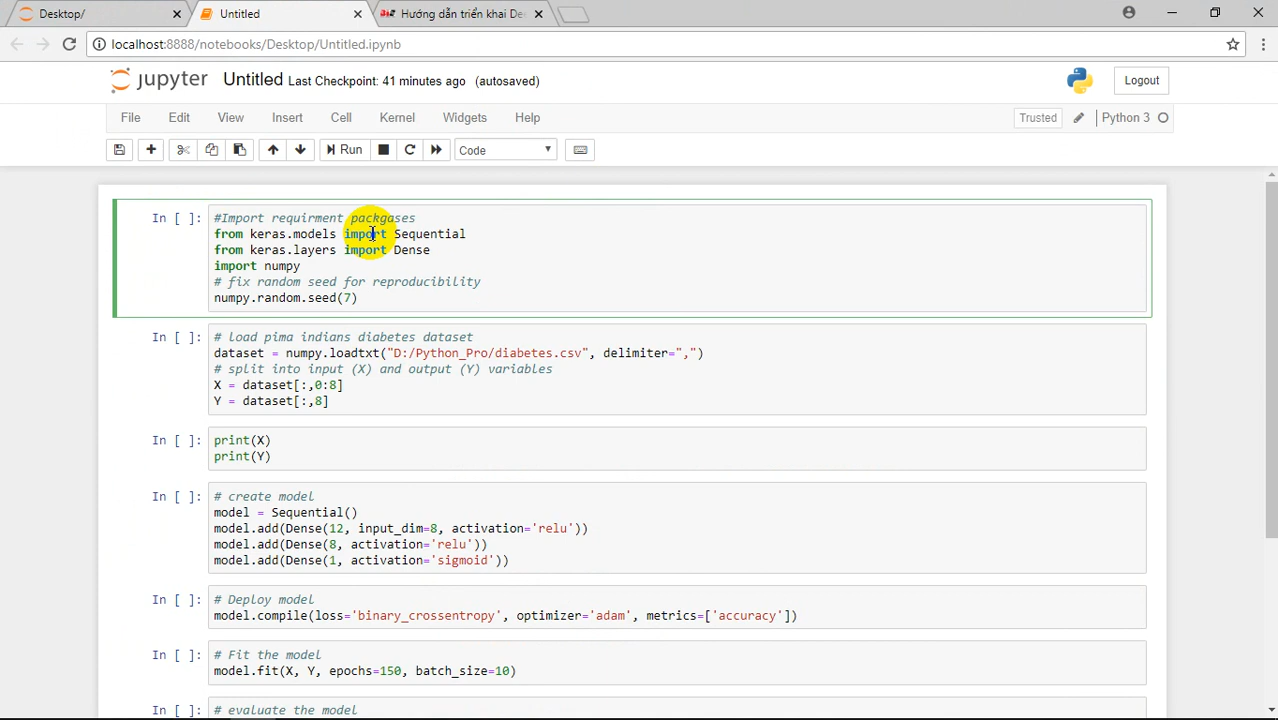 Desktop/
Untitled
Hướng dẫn triển khai De
localhost:8888/notebooks/Desktop/Untitled.ipynb
jupyter Untitled Last Checkpoint: 41 minutes ago (autosaved)
Logout
File Edit View Insert Cell Kernel Widgets Help
Trusted
Python 3
Run
Code
In [ ]:
#Import requirment packgases
from keras.models import Sequential
from keras.layers import Dense
import numpy
# fix random seed for reproducibility
numpy.random.seed(7)
In [ ]:
# load pima indians diabetes dataset
dataset = numpy.loadtxt("D:/Python_Pro/diabetes.csv", delimiter=",")
# split into input (X) and output (Y) variables
X = dataset[:,0:8]
Y = dataset[:,8]
In [ ]:
print(X)
print(Y)
In [ ]:
# create model
model = Sequential()
model.add(Dense(12, input_dim=8, activation='relu'))
model.add(Dense(8, activation='relu'))
model.add(Dense(1, activation='sigmoid'))
In [ ]:
# Deploy model
model.compile(loss='binary_crossentropy', optimizer='adam', metrics=['accuracy'])
In [ ]:
# Fit the model
model.fit(X, Y, epochs=150, batch_size=10)
In [ ]:
# evaluate the model